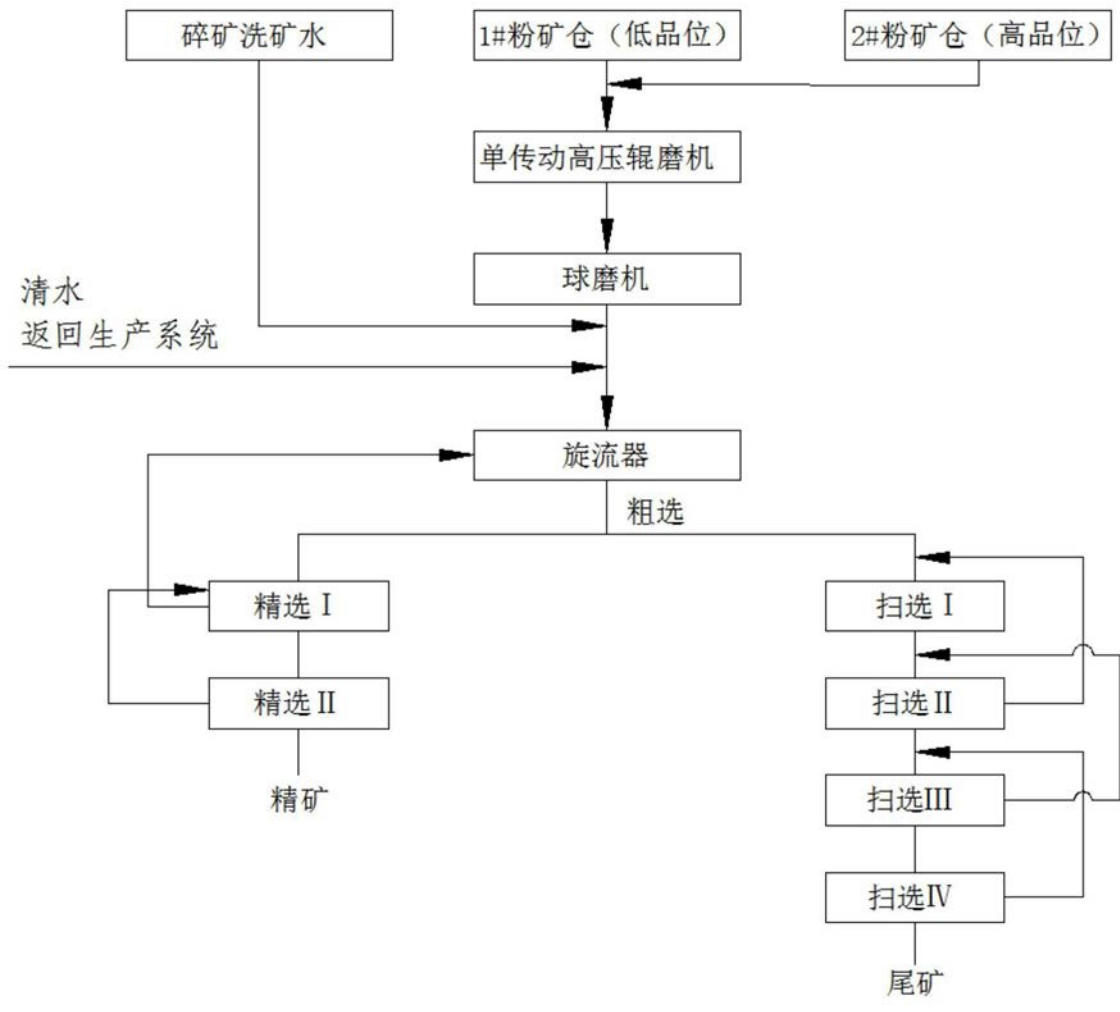 碎矿洗矿水
1#粉矿仓（低品位）
2#粉矿仓（高品位）
单传动高压辊磨机
球磨机
清水
返回生产系统
旋流器
粗选
精选Ⅰ
扫选Ⅰ
精选Ⅱ
扫选Ⅱ
精矿
扫选Ⅲ
扫选Ⅳ
尾矿